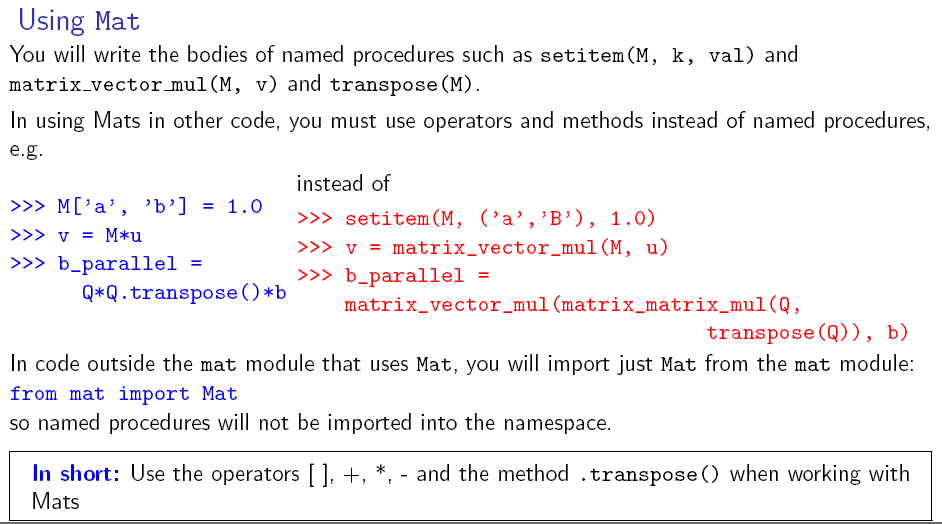 Using Mat
You will write the bodies of named procedures such as setitem(M, k, val) and
matrix_vector_mul(M, v) and transpose(M).
In using Mats in other code, you must use operators and methods instead of named procedures,
e.g.
>>> M['a', 'b'] = 1.0
>>> v = M*u
>>> b_parallel =
Q*Q.transpose()*b
instead of
>>> setitem(M, ('a','B'), 1.0)
>>> v = matrix_vector_mul(M, u)
>>> b_parallel =
matrix_vector_mul(matrix_matrix_mul(Q,
transpose(Q)), b)
In code outside the mat module that uses Mat, you will import just Mat from the mat module:
from mat import Mat
so named procedures will not be imported into the namespace.
In short: Use the operators [ ], +, *, - and the method .transpose() when working with
Mats